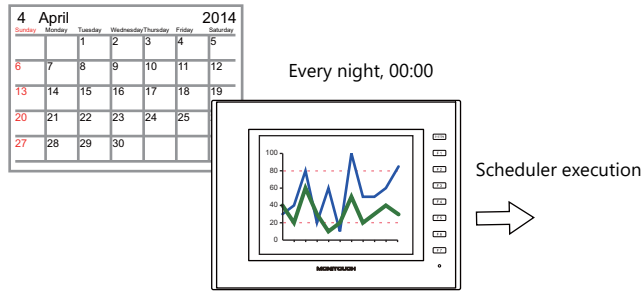 4 April 2014
Sunday Monday Tuesday Wednesday Thursday Friday Saturday
1 2 3 4 5
6 7 8 9 10 11 12
13 14 15 16 17 18 19
20 21 22 23 24 25
27 28 29 30
Every night, 00:00
100
80
60
40
20
0
MONITOUCH
Scheduler execution